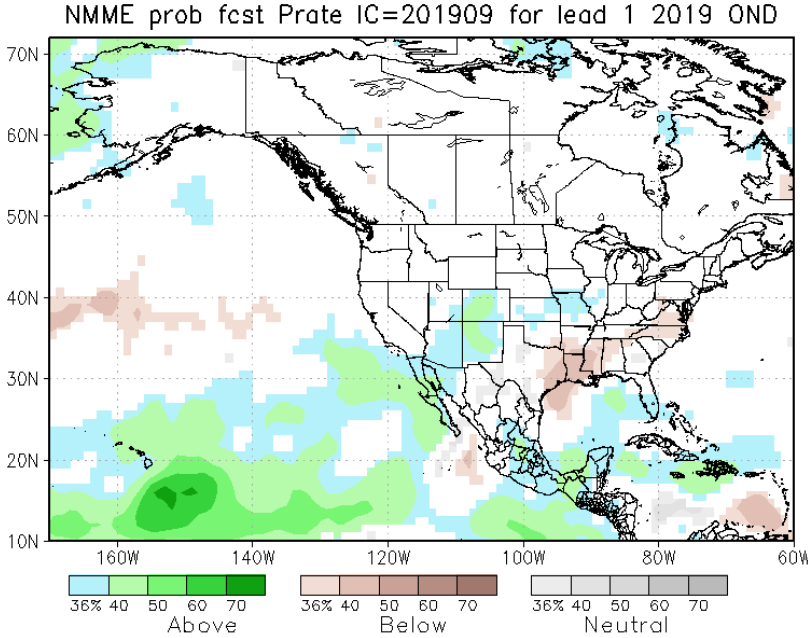 NMME prob fcst Prate IC=201909 for lead 1 2019 OND
70N
60N
50N
40N
30N
20N
10N
160W 140W 120W 100W 80W 60W
36% 40 50 60 70 36% 40 50 60 70 36% 40 50 60 70
Above Below Neutral